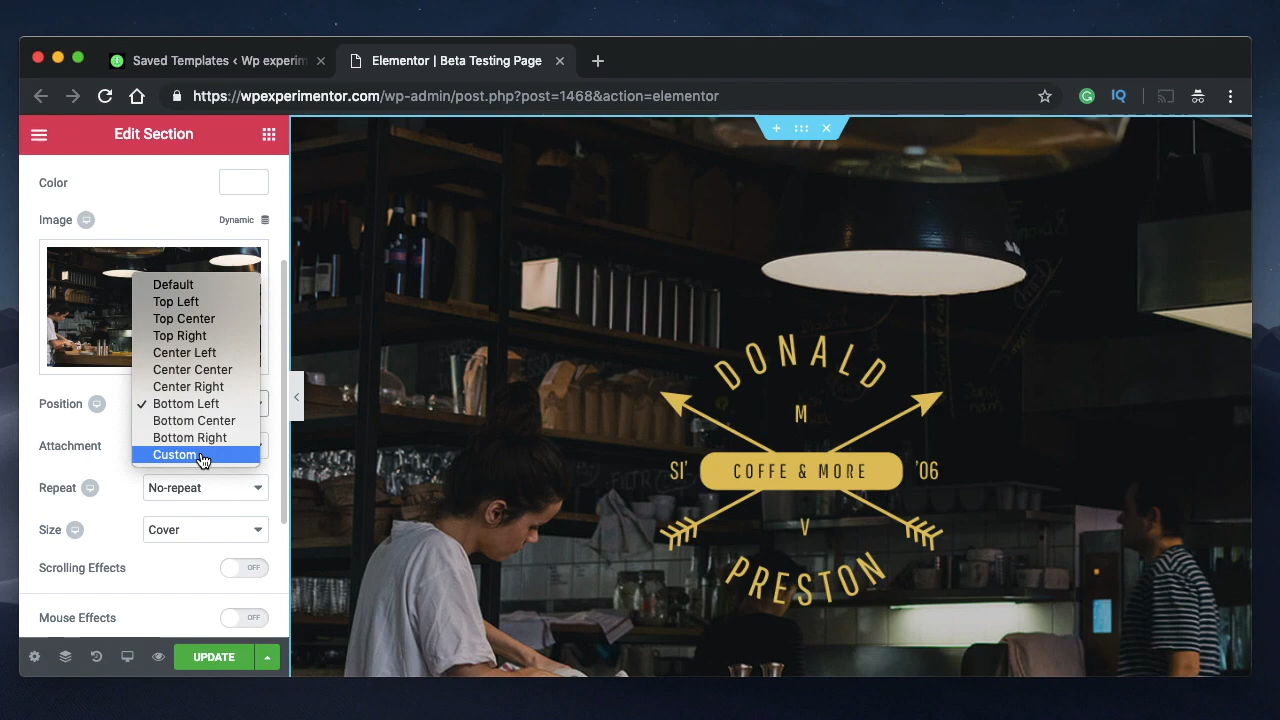 Saved Templates ‹ Wp experim
Elementor | Beta Testing Page
https://wpexperimentor.com/wp-admin/post.php?post=1468&action=elementor
IQ
Edit Section
Color
Image
Dynamic
Default
Top Left
Top Center
Top Right
Center Left
Center Center
Center Right
Position
✓ Bottom Left
Bottom Center
Bottom Right
Attachment
Custom
Repeat
No-repeat
Size
Cover
Scrolling Effects
OFF
Mouse Effects
OFF
UPDATE
DONALD
M
SI' COFFE & MORE '06
V
PRESTON